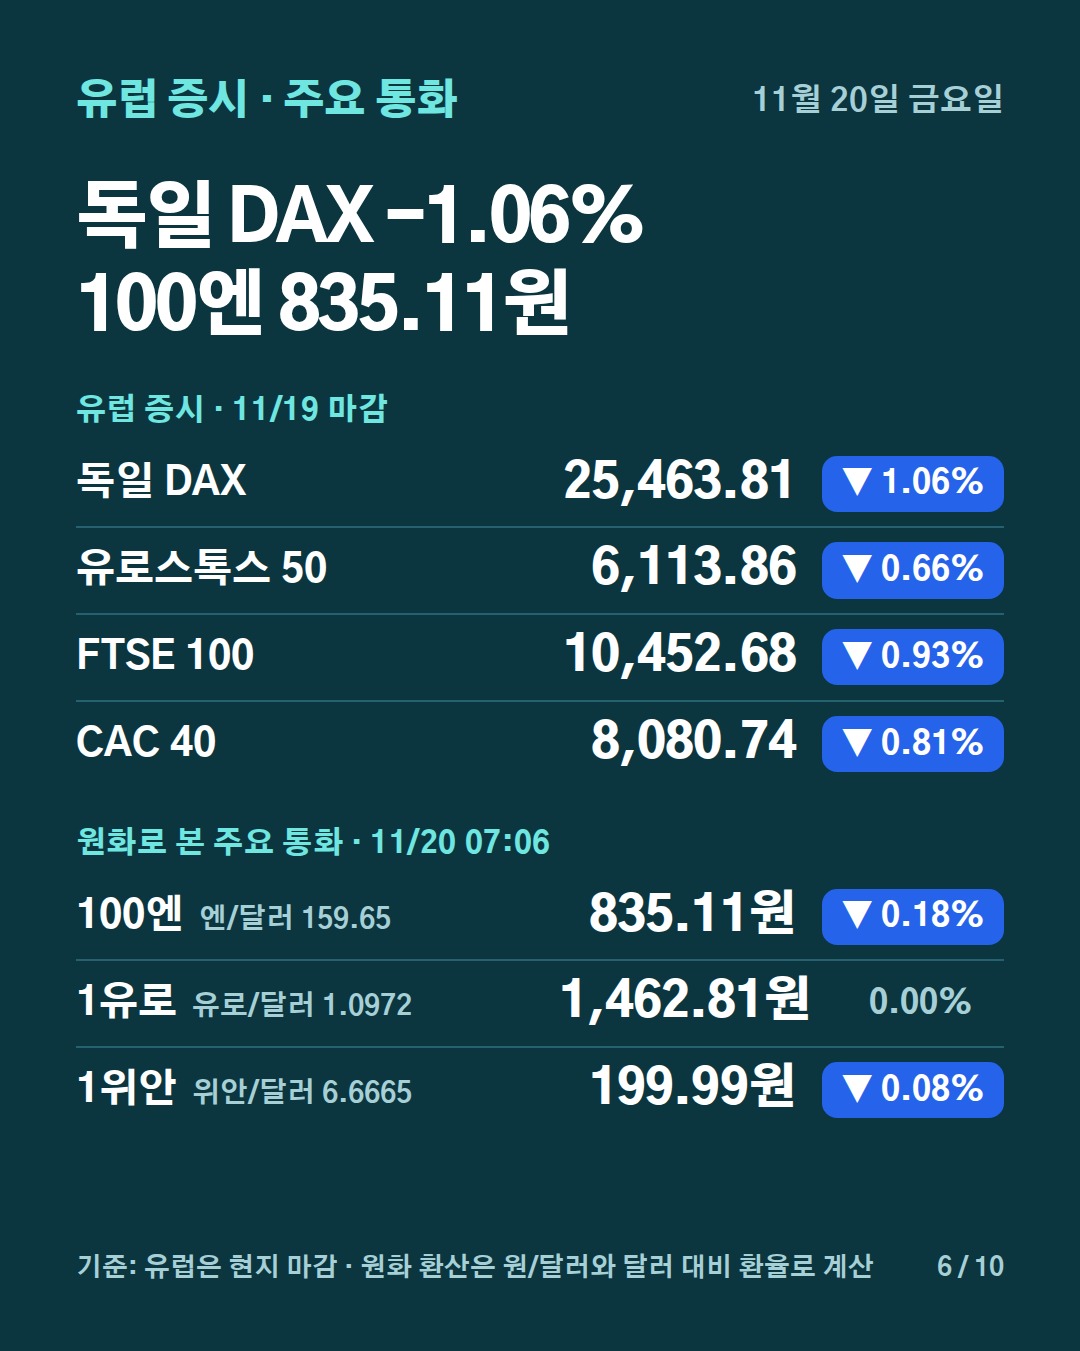 유럽 증시 · 주요 통화 11월 20일 금요일
독일 DAX −1.06%
100엔 835.11원
유럽 증시 · 11/19 마감
독일 DAX 25,463.81 ▼ 1.06%
유로스톡스 50 6,113.86 ▼ 0.66%
FTSE 100 10,452.68 ▼ 0.93%
CAC 40 8,080.74 ▼ 0.81%
원화로 본 주요 통화 · 11/20 07:06
100엔 엔/달러 159.65 835.11원 ▼ 0.18%
1유로 유로/달러 1.0972 1,462.81원 0.00%
1위안 위안/달러 6.6665 199.99원 ▼ 0.08%
기준: 유럽은 현지 마감 · 원화 환산은 원/달러와 달러 대비 환율로 계산 6 / 10